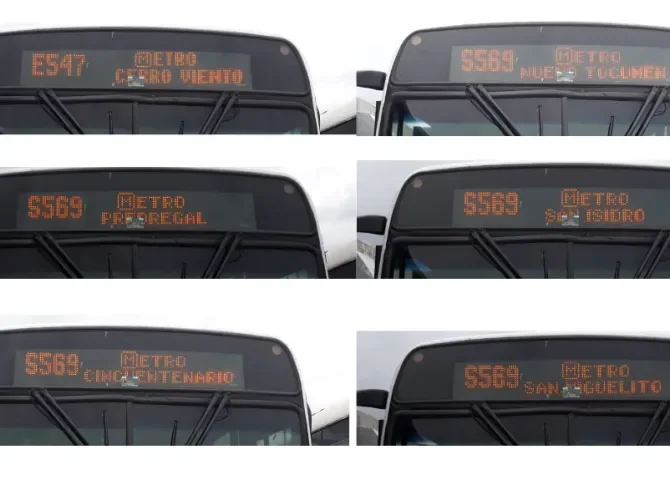 E547 METRO
CERRO VIENTO
S569 METRO
NUEVO TOCUMEN
S569 METRO
PEDREGAL
S569 METRO
SAN ISIDRO
S569 METRO
CINCUENTENARIO
S569 METRO
SAN MIGUELITO